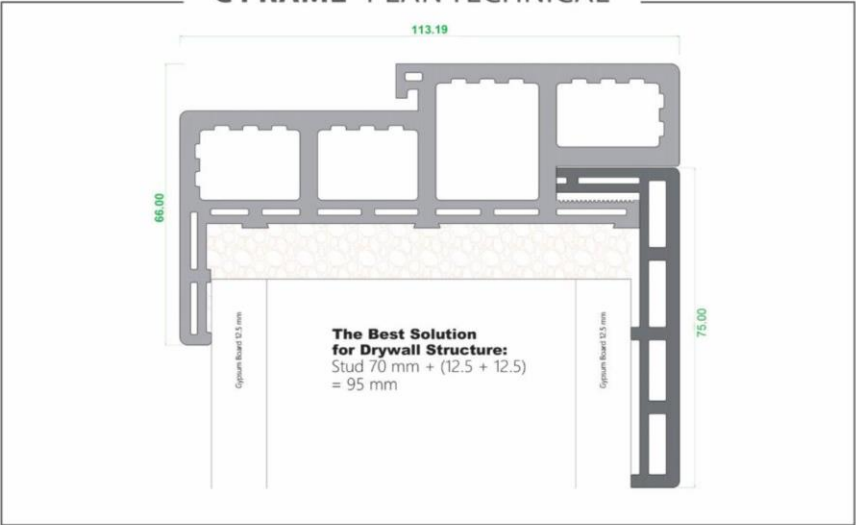 113.19
66.00
75.00
Gypsum Board 12.5 mm
The Best Solution
for Drywall Structure:
Stud 70 mm + (12.5 + 12.5)
= 95 mm
Gypsum Board 12.5 mm